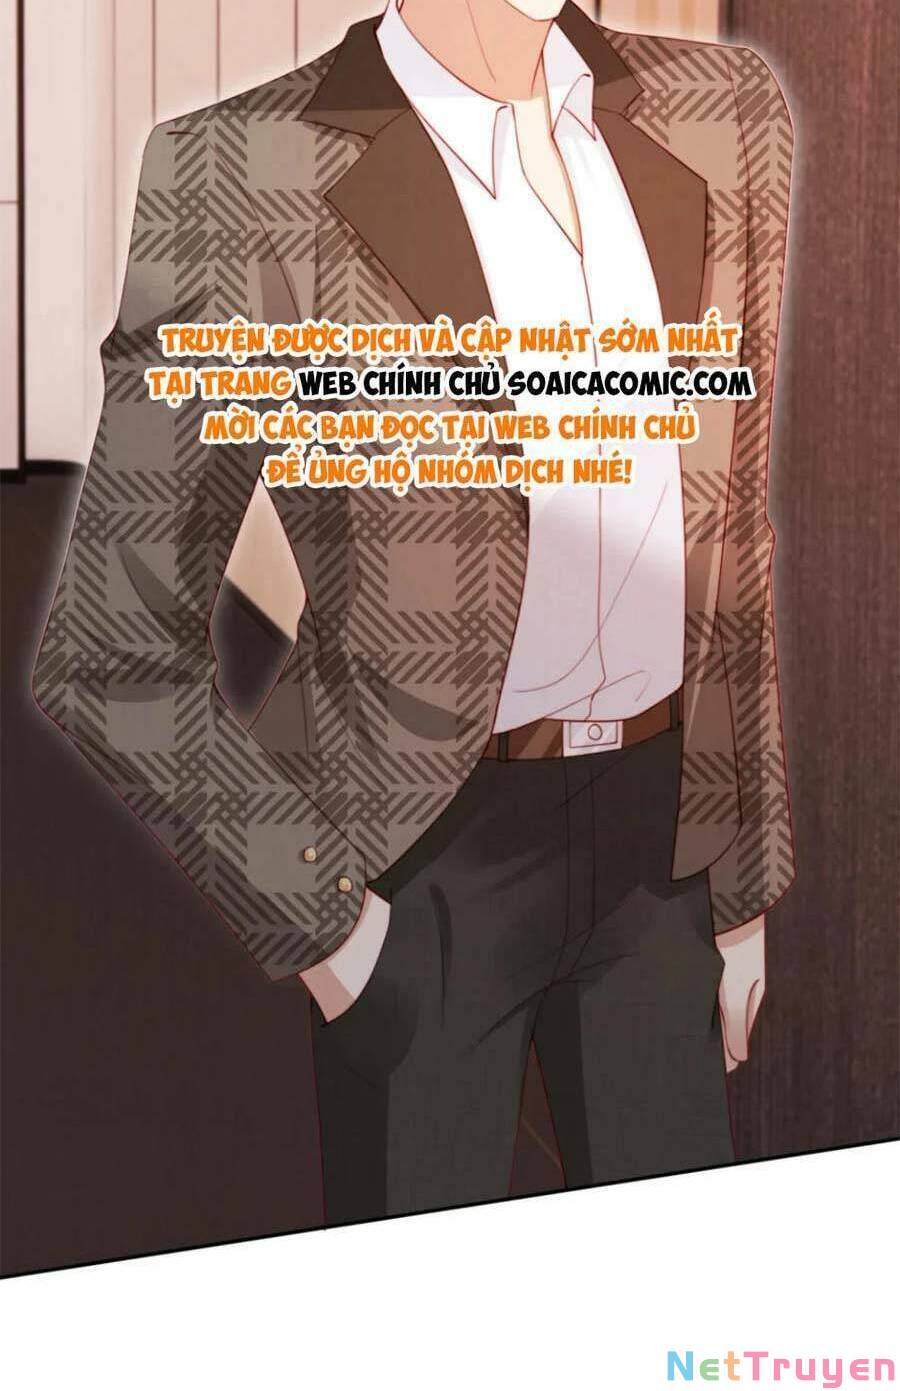 TRUYỆN ĐƯỢC DỊCH VÀ CẬP NHẬT SỚM NHẤT
TẠI TRANG WEB CHÍNH CHỦ SOAICACOMIC.COM
MỜI CÁC BẠN ĐỌC TẠI WEB CHÍNH CHỦ
ĐỂ ỦNG HỘ NHÓM DỊCH NHÉ!
NetTruyen